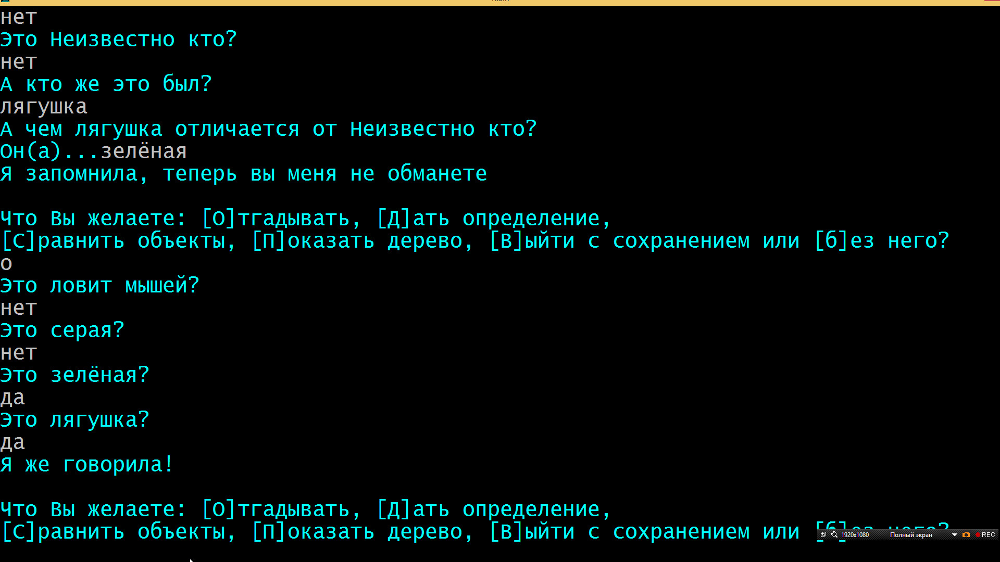 нет
Это Неизвестно кто?
нет
А кто же это был?
лягушка
А чем лягушка отличается от Неизвестно кто?
Он(а)...зелёная
Я запомнила, теперь вы меня не обманете
Что Вы желаете: [О]тгадывать, [Д]ать определение,
[С]равнить объекты, [П]оказать дерево, [В]ыйти с сохранением или [б]ез него?
о
Это ловит мышей?
нет
Это серая?
нет
Это зелёная?
да
Это лягушка?
да
Я же говорила!
Что Вы желаете: [О]тгадывать, [Д]ать определение,
[С]равнить объекты, [П]оказать дерево, [В]ыйти с сохранением или [б]ез него?
1920x1080 Полный экран REC